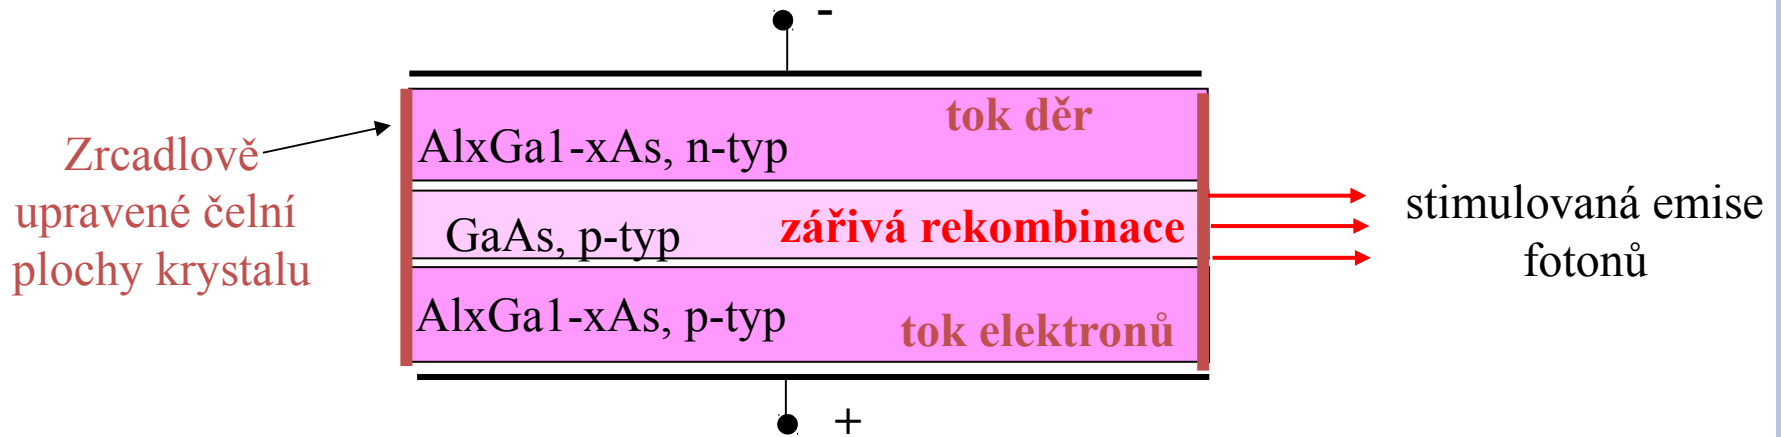 -
tok děr
AlxGa1-xAs, n-typ
Zrcadlově
upravené čelní
plochy krystalu
GaAs, p-typ
zářivá rekombinace
stimulovaná emise
fotonů
AlxGa1-xAs, p-typ
tok elektronů
+